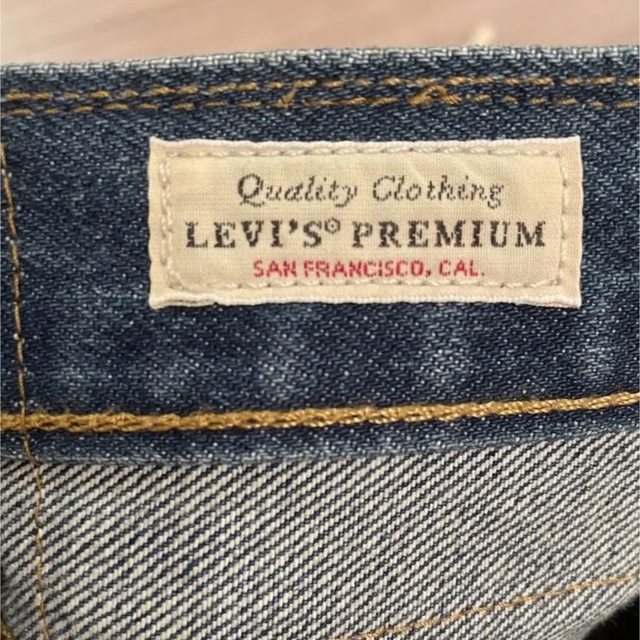 Quality Clothing
LEVI'S® PREMIUM
SAN FRANCISCO, CAL.